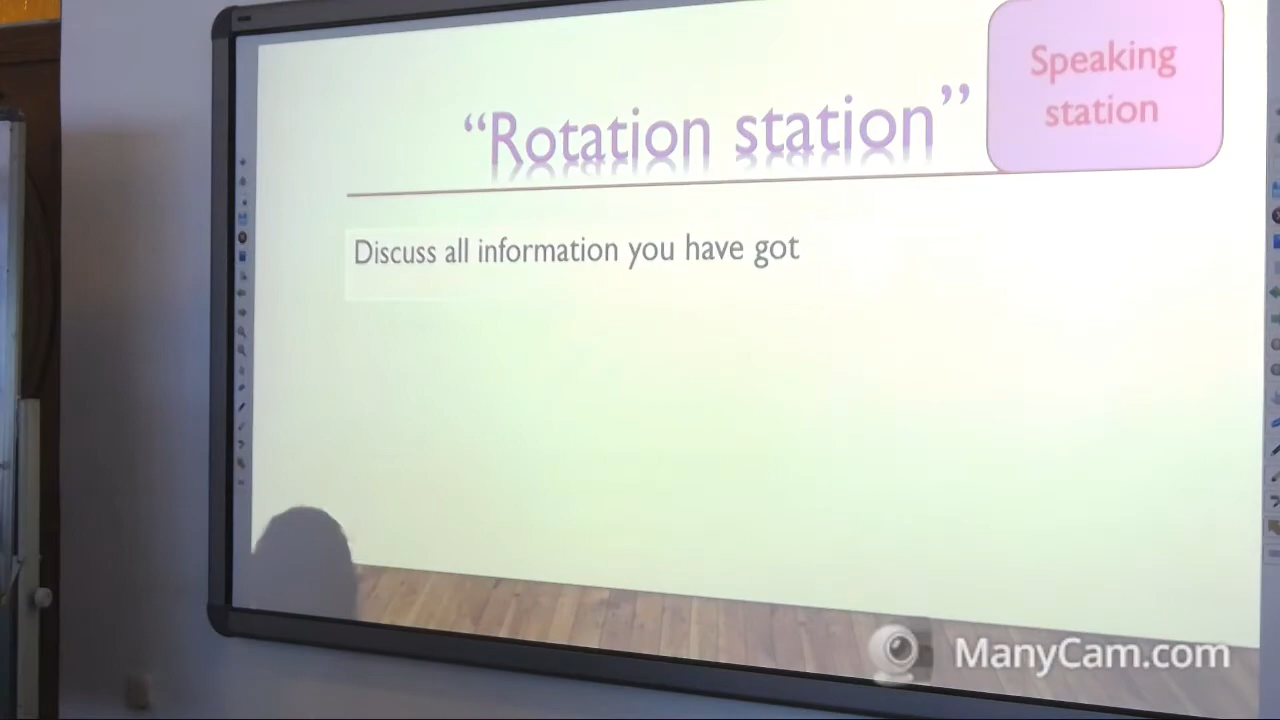 Speaking
station
“Rotation station”
Discuss all information you have got
ManyCam.com